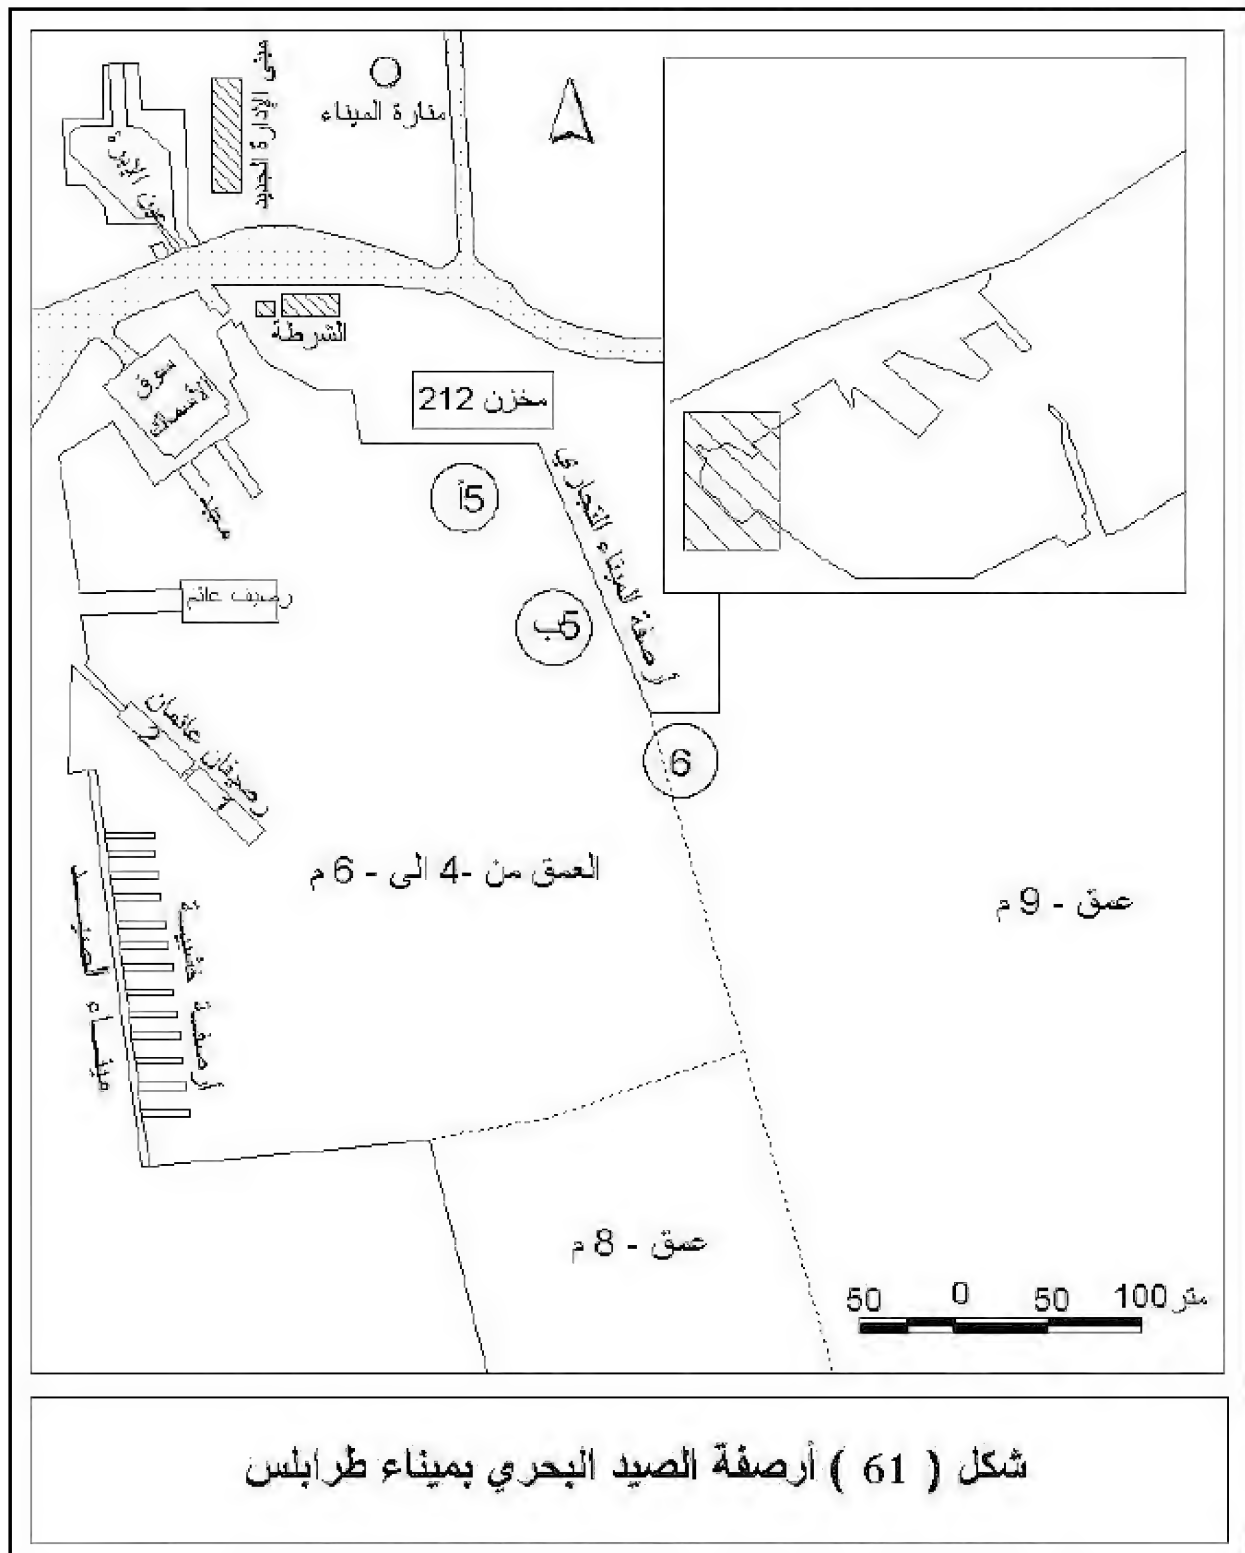 مبنى الإدارة الجديد
منارة الميناء
الشرطة
سوق
الأسماك
مخزن 212
أرصفة الميناء التجاري
5أ
5ب
6
رصيف عائم
رصيفان عائمان
2
1
العمق من -4 الى - 6 م
عمق - 9 م
أرصفة خشبية
ميناء الصيد
عمق - 8 م
50 0 50 100 متر
شكل ( 61 ) أرصفة الصيد البحري بميناء طرابلس